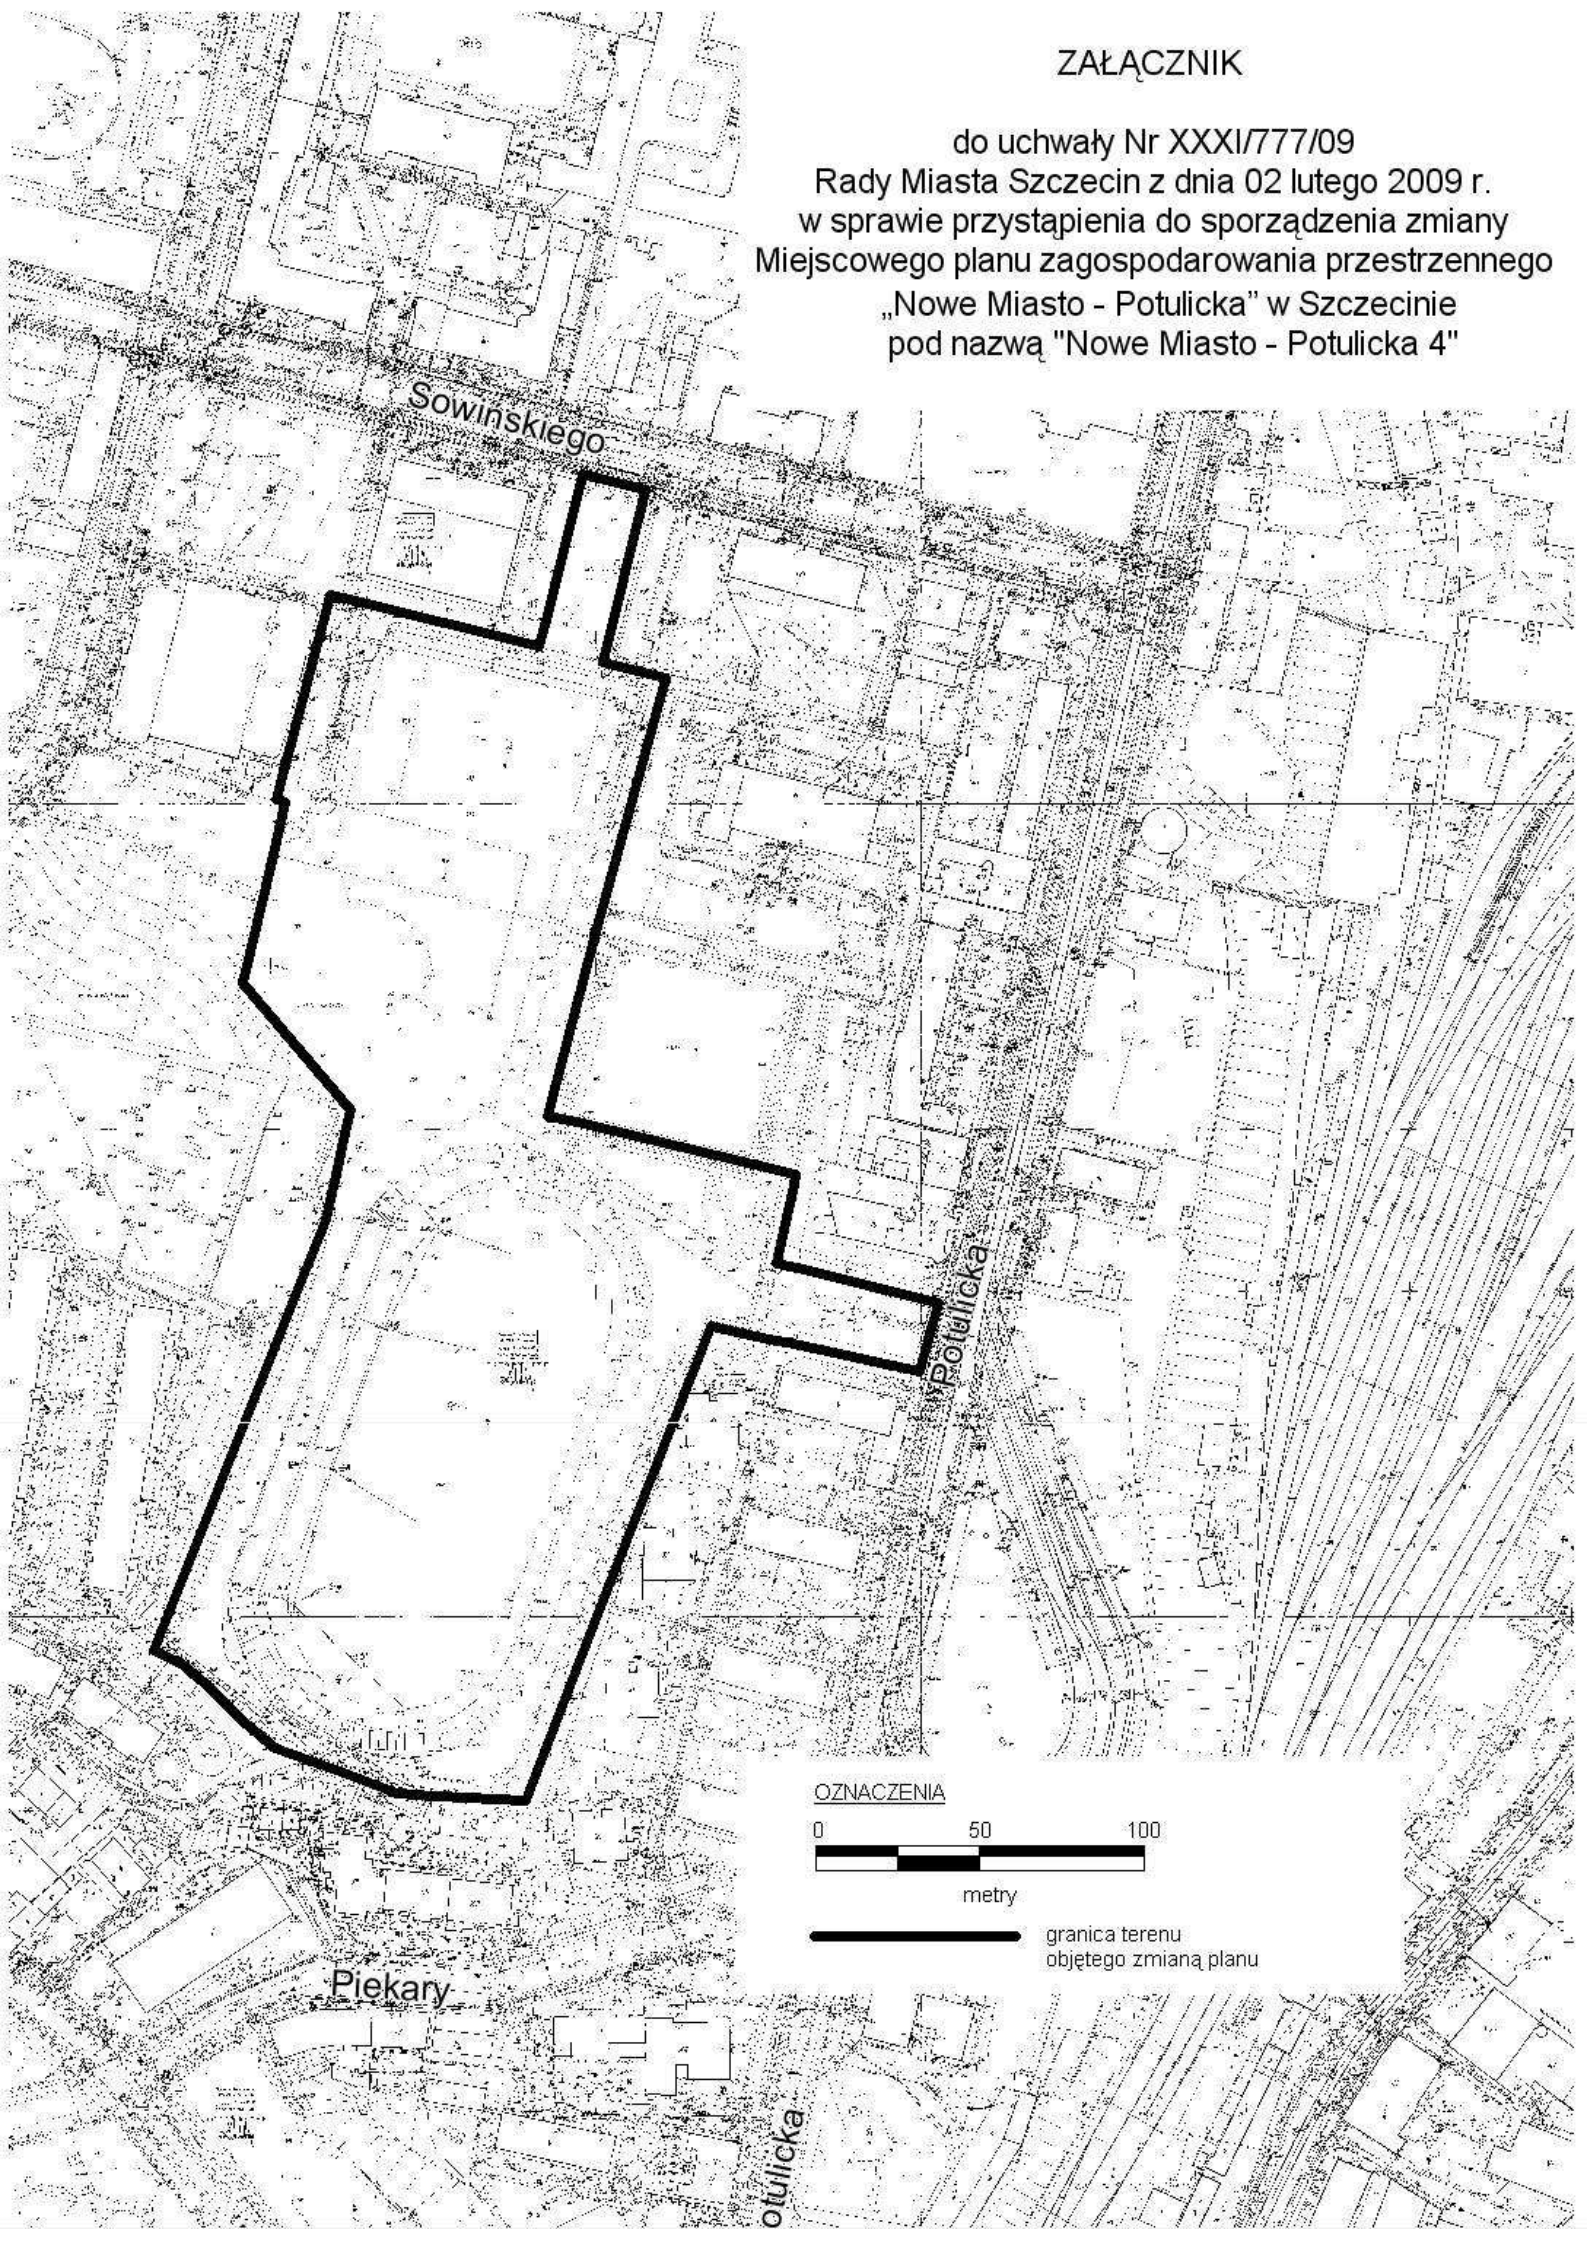 ZAŁĄCZNIK
do uchwały Nr XXXI/777/09
Rady Miasta Szczecin z dnia 02 lutego 2009 r.
w sprawie przystąpienia do sporządzenia zmiany
Miejscowego planu zagospodarowania przestrzennego
„Nowe Miasto - Potulicka” w Szczecinie
pod nazwą "Nowe Miasto - Potulicka 4"
Sowińskiego
Potulicka
OZNACZENIA
0 50 100
metry
granica terenu
objętego zmianą planu
Piekary
otulicka